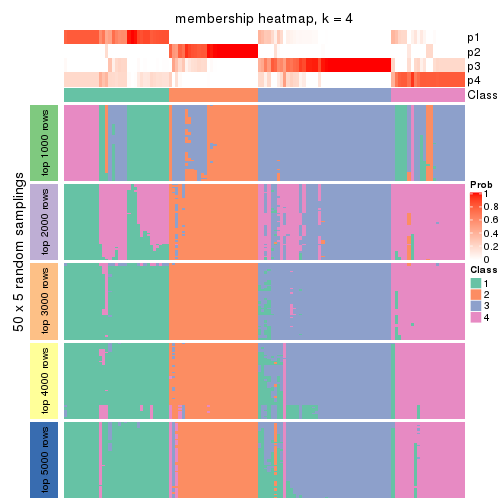 membership heatmap, k = 4
p1
p2
p3
p4
Class
50 x 5 random samplings
top 1000 rows
top 2000 rows
top 3000 rows
top 4000 rows
top 5000 rows
Prob
1
0.8
0.6
0.4
0.2
0
Class
1
2
3
4